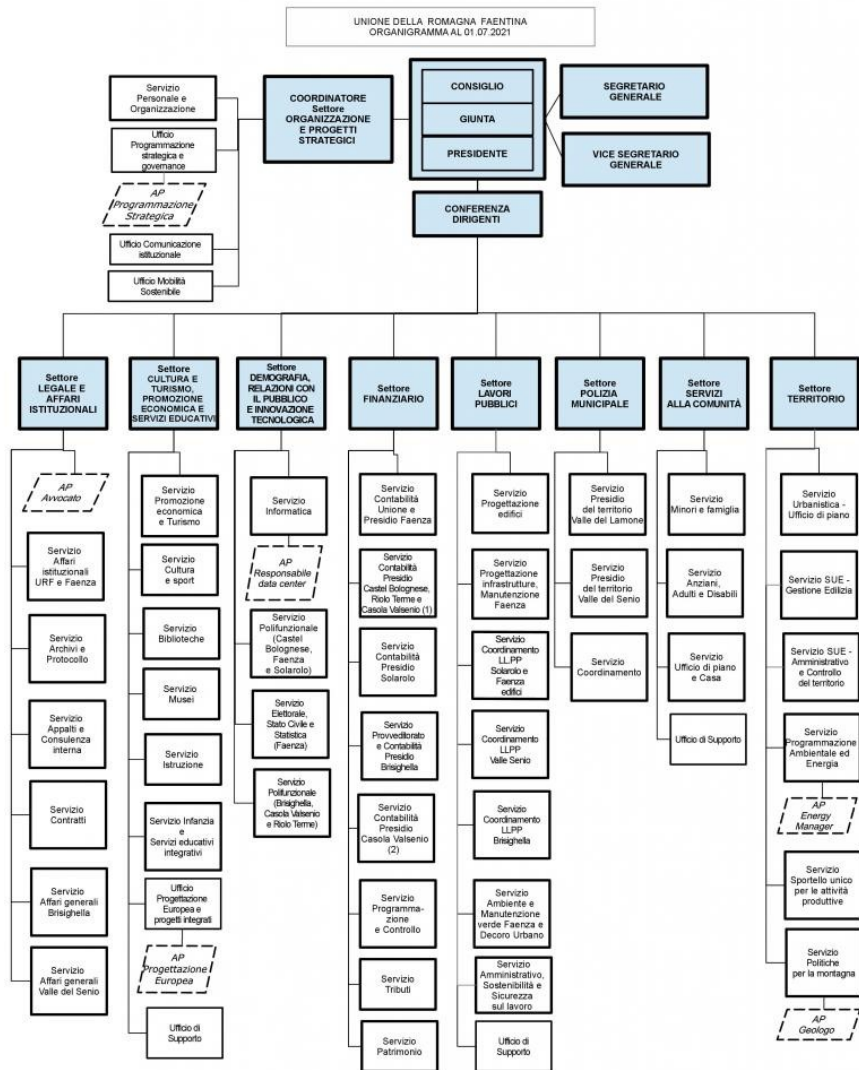 UNIONE DELLA ROMAGNA FAENTINA
ORGANIGRAMMA AL 01.07.2021
Servizio
Personale e
Organizzazione
Ufficio
Programmazione
strategica e
governance
AP
Programmazione
Strategica
Ufficio Comunicazione
istituzionale
Ufficio Mobilità
Sostenibile
COORDINATORE
Settore
ORGANIZZAZIONE
E PROGETTI
STRATEGICI
CONSIGLIO
GIUNTA
PRESIDENTE
SEGRETARIO
GENERALE
VICE SEGRETARIO
GENERALE
CONFERENZA
DIRIGENTI
Settore
LEGALE E
AFFARI
ISTITUZIONALI
AP
Avvocato
Servizio
Affari
istituzionali
URF e Faenza
Servizio
Archivi e
Protocollo
Servizio
Appalti e
Consulenza
interna
Servizio
Contratti
Servizio
Affari generali
Brisighella
Servizio
Affari generali
Valle del Senio
Settore
CULTURA E
TURISMO,
PROMOZIONE
ECONOMICA E
SERVIZI EDUCATIVI
Servizio
Promozione
economica
e Turismo
Servizio
Cultura
e sport
Servizio
Biblioteche
Servizio
Musei
Servizio
Istruzione
Servizio Infanzia
e
Servizi educativi
integrativi
Ufficio
Progettazione
Europea e
progetti integrati
AP
Progettazione
Europea
Ufficio di
Supporto
Settore
DEMOGRAFIA,
RELAZIONI CON
IL PUBBLICO
E INNOVAZIONE
TECNOLOGICA
Servizio
Informatica
AP
Responsabile
data center
Servizio
Polifunzionale
(Castel
Bolognese,
Faenza
e Solarolo)
Servizio
Elettorale,
Stato Civile e
Statistica
(Faenza)
Servizio
Polifunzionale
(Brisighella,
Casola Valsenio
e Riolo Terme)
Settore
FINANZIARIO
Servizio
Contabilità
Unione e
Presidio Faenza
Servizio
Contabilità
Presidio
Castel Bolognese,
Riolo Terme e
Casola Valsenio (1)
Servizio
Contabilità
Presidio
Solarolo
Servizio
Provveditorato
e Contabilità
Presidio
Brisighella
Servizio
Contabilità
Presidio
Casola Valsenio
(2)
Servizio
Programma-
zione
e Controllo
Servizio
Tributi
Servizio
Patrimonio
Settore
LAVORI
PUBBLICI
Servizio
Progettazione
edifici
Servizio
Progettazione
infrastrutture,
Manutenzione
Faenza
Servizio
Coordinamento
LL.PP
Solarolo e
Faenza
edifici
Servizio
Coordinamento
LLPP
Valle Senio
Servizio
Coordinamento
LLPP
Brisighella
Servizio
Ambiente e
Manutenzione
verde Faenza e
Decoro Urbano
Servizio
Amministrativo,
Sostenibilità e
Sicurezza
sul lavoro
Ufficio di
Supporto
Settore
POLIZIA
MUNICIPALE
Servizio
Presidio
del territorio
Valle del Lamone
Servizio
Presidio
del territorio
Valle del Senio
Servizio
Coordinamento
Settore
SERVIZI
ALLA COMUNITÀ
Servizio
Minori e famiglia
Servizio
Anziani,
Adulti e Disabili
Servizio
Ufficio di piano
e Casa
Ufficio di Supporto
Settore
TERRITORIO
Servizio
Urbanistica -
Ufficio di piano
Servizio SUE -
Gestione Edilizia
Servizio SUE -
Amministrativo
e Controllo
del territorio
Servizio
Programmazione
Ambientale ed
Energia
AP
Energy
Manager
Servizio
Sportello unico
per le attività
produttive
Servizio
Politiche
per la montagna
AP
Geologo